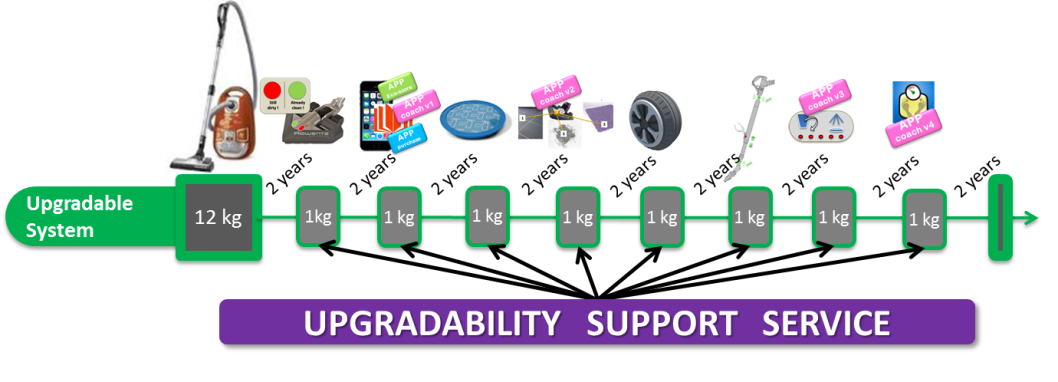 Still dirty !
Already clean !
Rowenta
APP
Eco-score
APP
coach v1
APP
purchase
APP
coach v2
APP
coach v3
APP
coach v4
2 years
2 years
2 years
2 years
2 years
2 years
2 years
2 years
2 years
Upgradable
System
12 kg
1kg
1 kg
1 kg
1 kg
1 kg
1 kg
1 kg
1 kg
UPGRADABILITY SUPPORT SERVICE